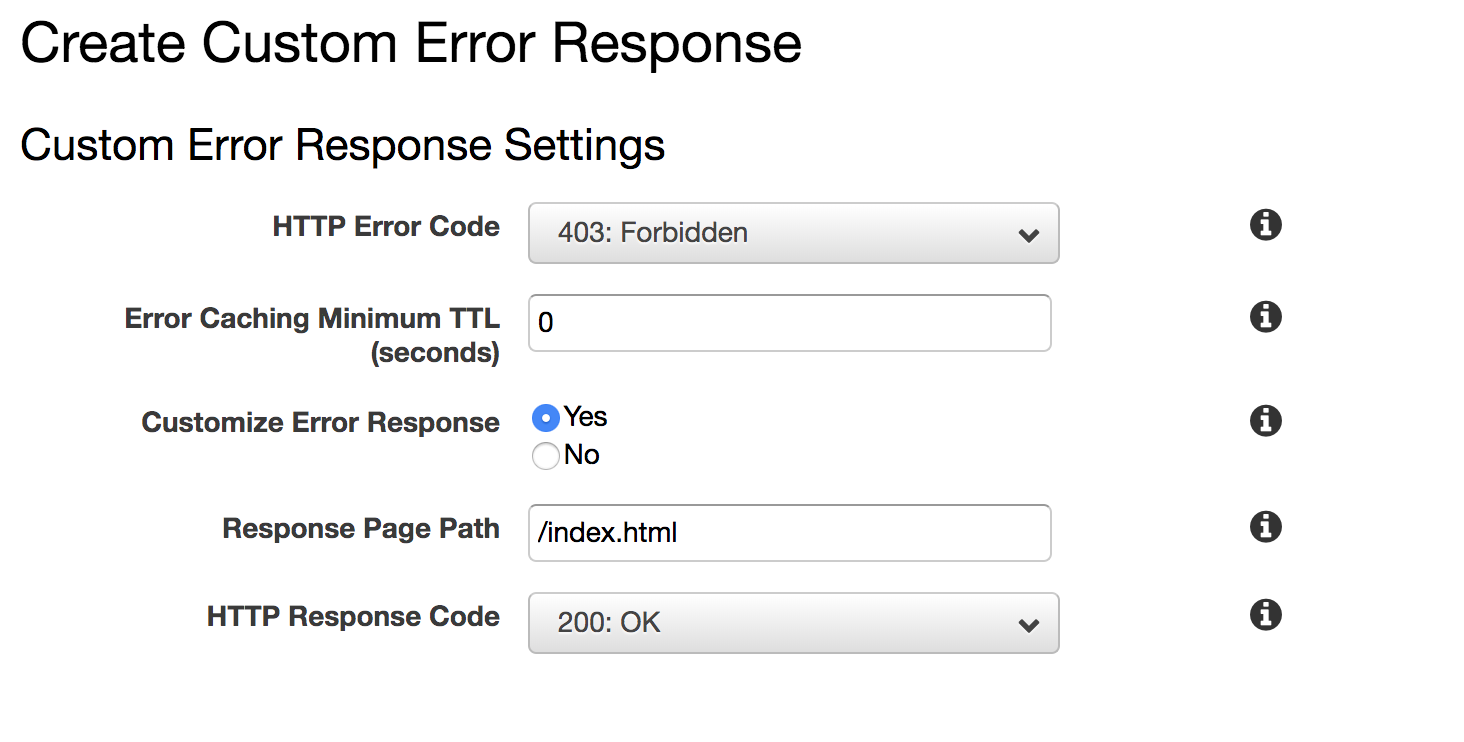 Create Custom Error Response
Custom Error Response Settings
HTTP Error Code
403: Forbidden
Error Caching Minimum TTL
(seconds)
0
Customize Error Response
Yes
No
Response Page Path
/index.html
HTTP Response Code
200: OK